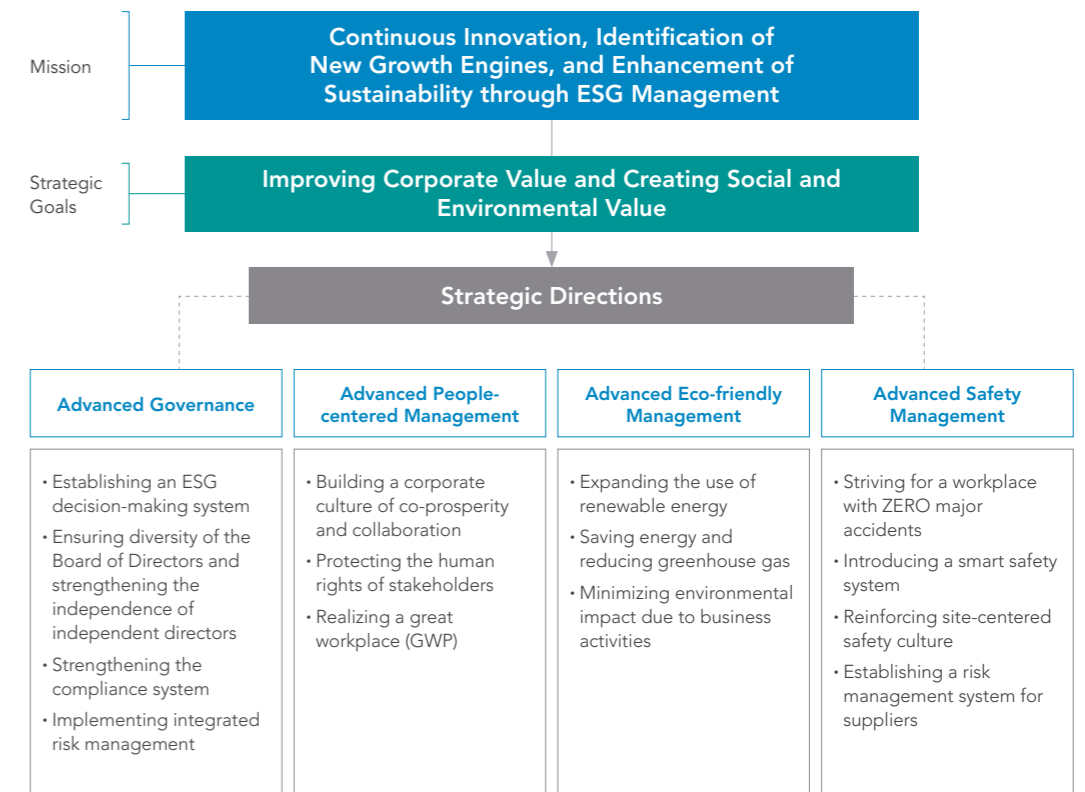 Mission
Continuous Innovation, Identification of
New Growth Engines, and Enhancement of
Sustainability through ESG Management
Strategic
Goals
Improving Corporate Value and Creating Social and
Environmental Value
Strategic Directions
Advanced Governance
· Establishing an ESG
decision-making system
· Ensuring diversity of the
Board of Directors and
strengthening the
independence of
independent directors
· Strengthening the
compliance system
· Implementing integrated
risk management
Advanced People-
centered Management
· Building a corporate
culture of co-prosperity
and collaboration
· Protecting the human
rights of stakeholders
· Realizing a great
workplace (GWP)
Advanced Eco-friendly
Management
· Expanding the use of
renewable energy
· Saving energy and
reducing greenhouse gas
· Minimizing environmental
impact due to business
activities
Advanced Safety
Management
· Striving for a workplace
with ZERO major
accidents
· Introducing a smart safety
system
· Reinforcing site-centered
safety culture
· Establishing a risk
management system for
suppliers